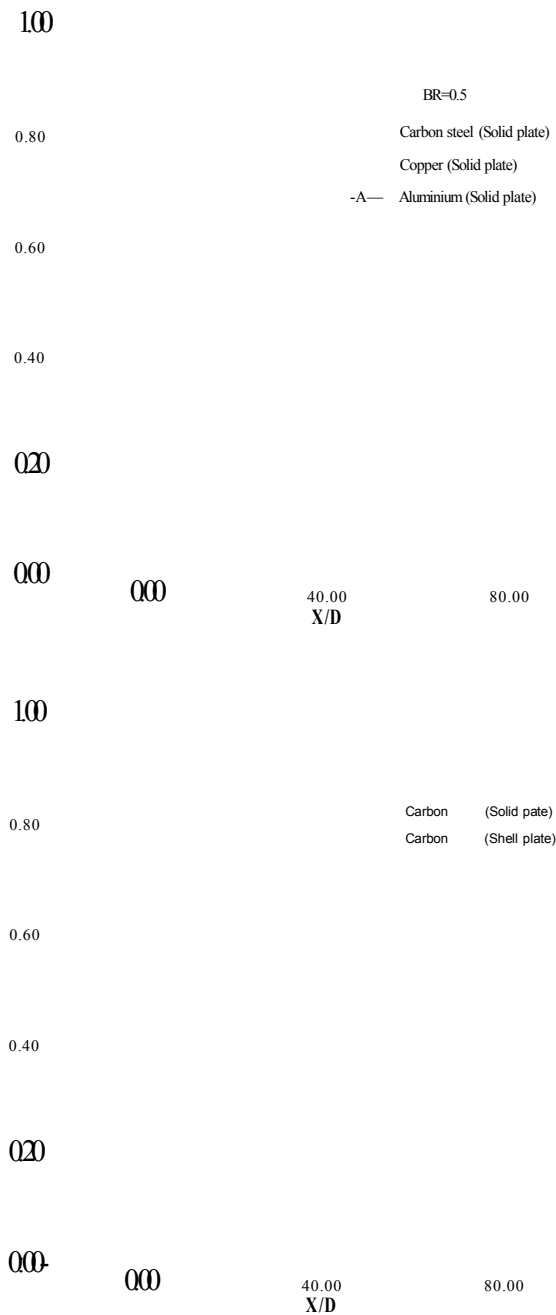 1.00
BR=0.5
0.80
Carbon steel (Solid plate)
Copper (Solid plate)
-A— Aluminium (Solid plate)
0.60
0.40
0.20
0.00
0.00 40.00 80.00
X/D
1.00
Carbon (Solid pate)
0.80
Carbon (Shell plate)
0.60
0.40
0.20
0.00-
0.00 40.00 80.00
X/D